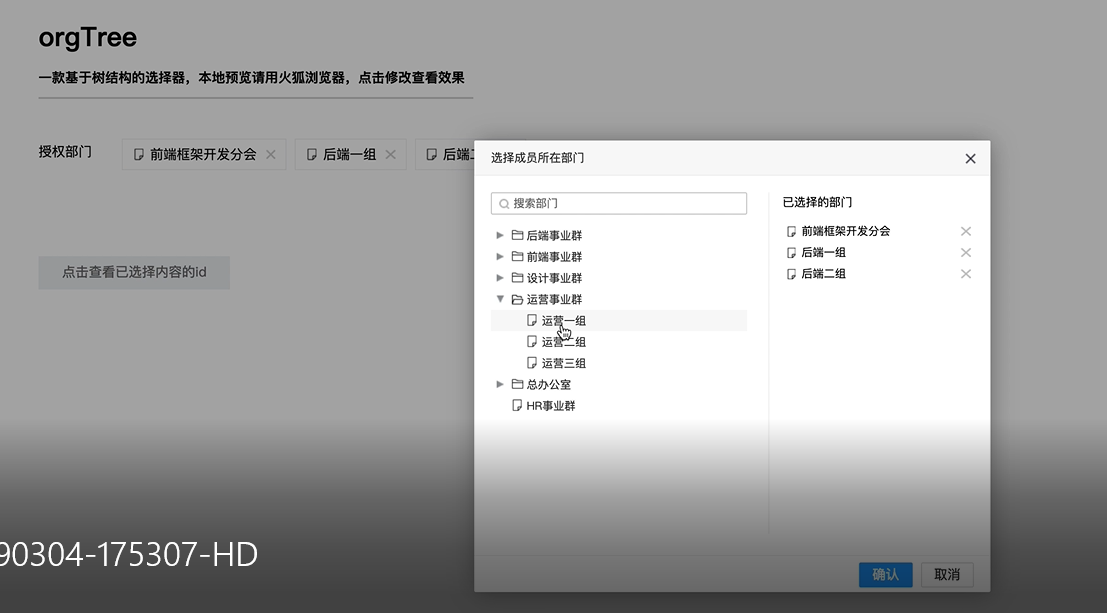 orgTree
一款基于树结构的选择器，本地预览请用火狐浏览器，点击修改查看效果
授权部门
前端框架开发分会
后端一组
后端二
点击查看已选择内容的id
选择成员所在部门
搜索部门
后端事业群
前端事业群
设计事业群
运营事业群
运营一组
运营二组
运营三组
总办公室
HR事业群
已选择的部门
前端框架开发分会
后端一组
后端二组
确认
取消
90304-175307-HD